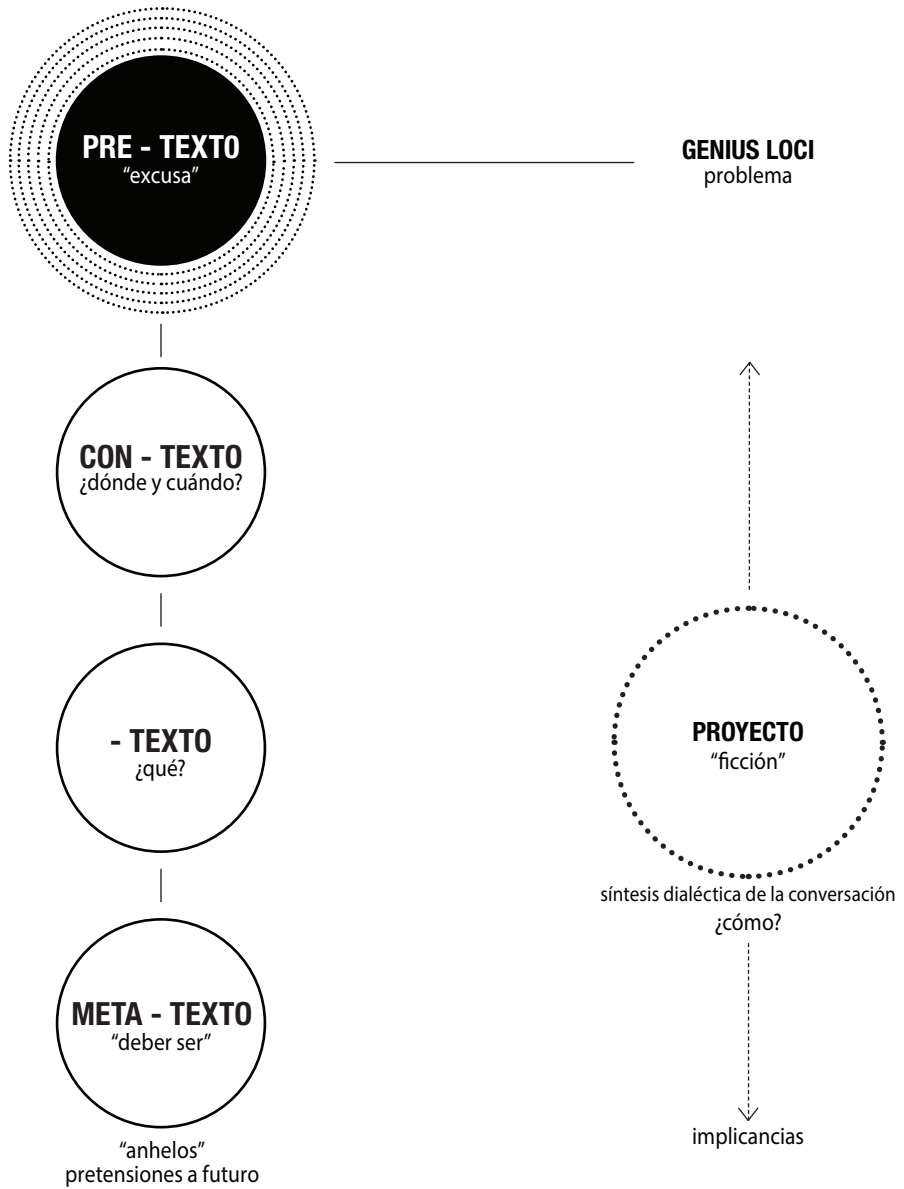 PRE - TEXTO
“excusa”
GENIUS LOCI
problema
CON - TEXTO
¿dónde y cuándo?
- TEXTO
¿qué?
PROYECTO
“ficción”
síntesis dialéctica de la conversación
¿cómo?
META - TEXTO
“deber ser”
“anhelos”
pretensiones a futuro
implicancias